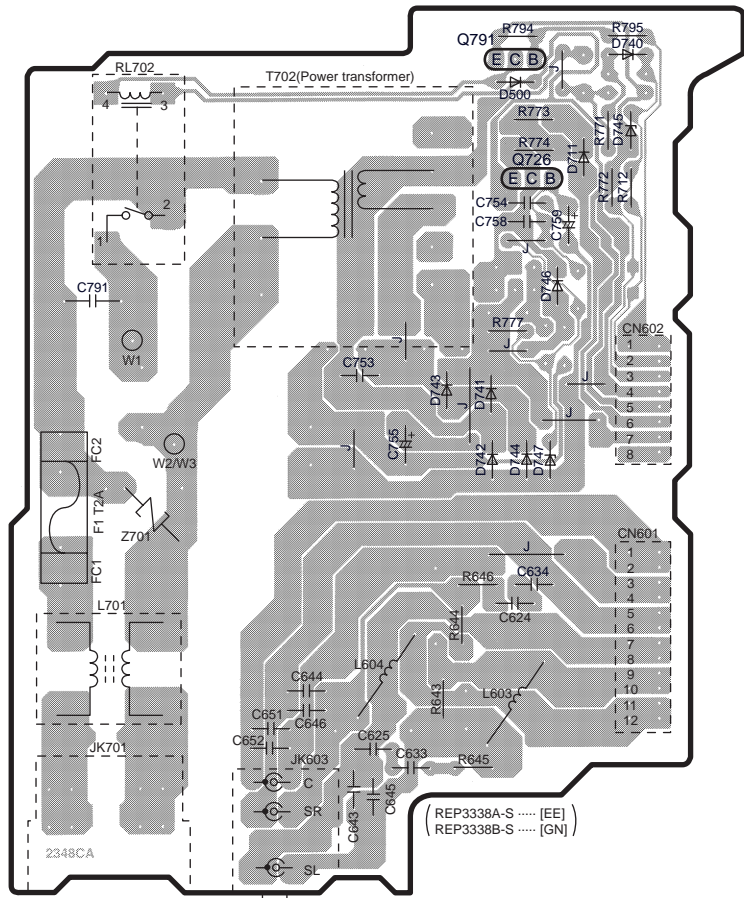 R794
R795
Q791
D740
E C B
RL702
T702(Power transformer)
J
4
3
D500
R773
R771
D745
R774
D711
Q726
E C B
R772
R712
C754
C759
+
2
C758
1
J
C791
D746
R777
CN602
W1
J
J
1
2
C753
3
D743
D741
J
J
4
5
J
6
FC2
W2/W3
J
C755
+
7
D742
D744
D747
8
F1 T2A
Z701
CN601
J
1
2
FC1
R646
C634
3
4
L701
C624
5
R644
6
7
L604
8
C644
R643
L603
9
10
C651
C646
11
C652
C625
12
JK701
JK603
C633
R645
C
C643
C645
SR
REP3338A-S ..... [EE]
REP3338B-S ..... [GN]
2348CA
SL